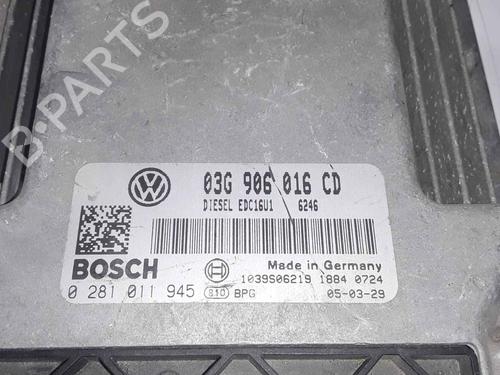 B-PARTS
03G 906 016 CD
DIESEL EDC16U1 6246
BOSCH
Made in Germany
1039S06219 1884 0724
0 281 011 945 810 BPG 05-03-29